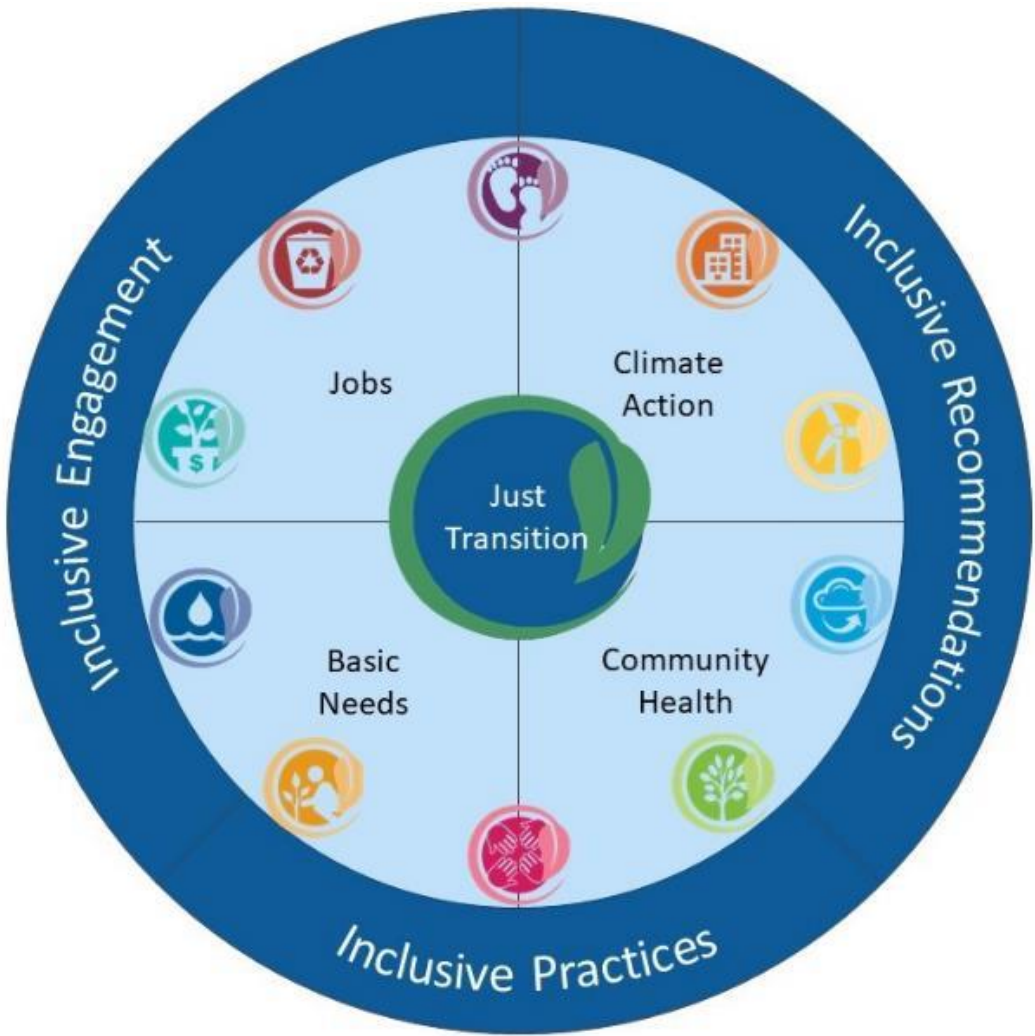 Inclusive Engagement
Inclusive Recommendations
Jobs
Climate
Action
Just
Transition
$
Basic
Needs
Community
Health
Inclusive Practices